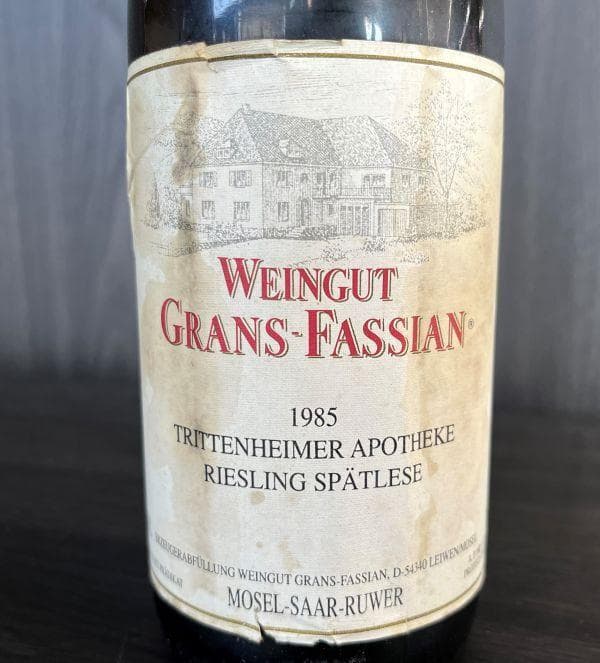 WEINGUT
GRANS-FASSIAN®
1985
TRITTENHEIMER APOTHEKE
RIESLING SPÄTLESE
ERZEUGERABFÜLLUNG WEINGUT GRANS-FASSIAN, D-54340 LEIWEN/MOSEL
MOSEL-SAAR-RUWER